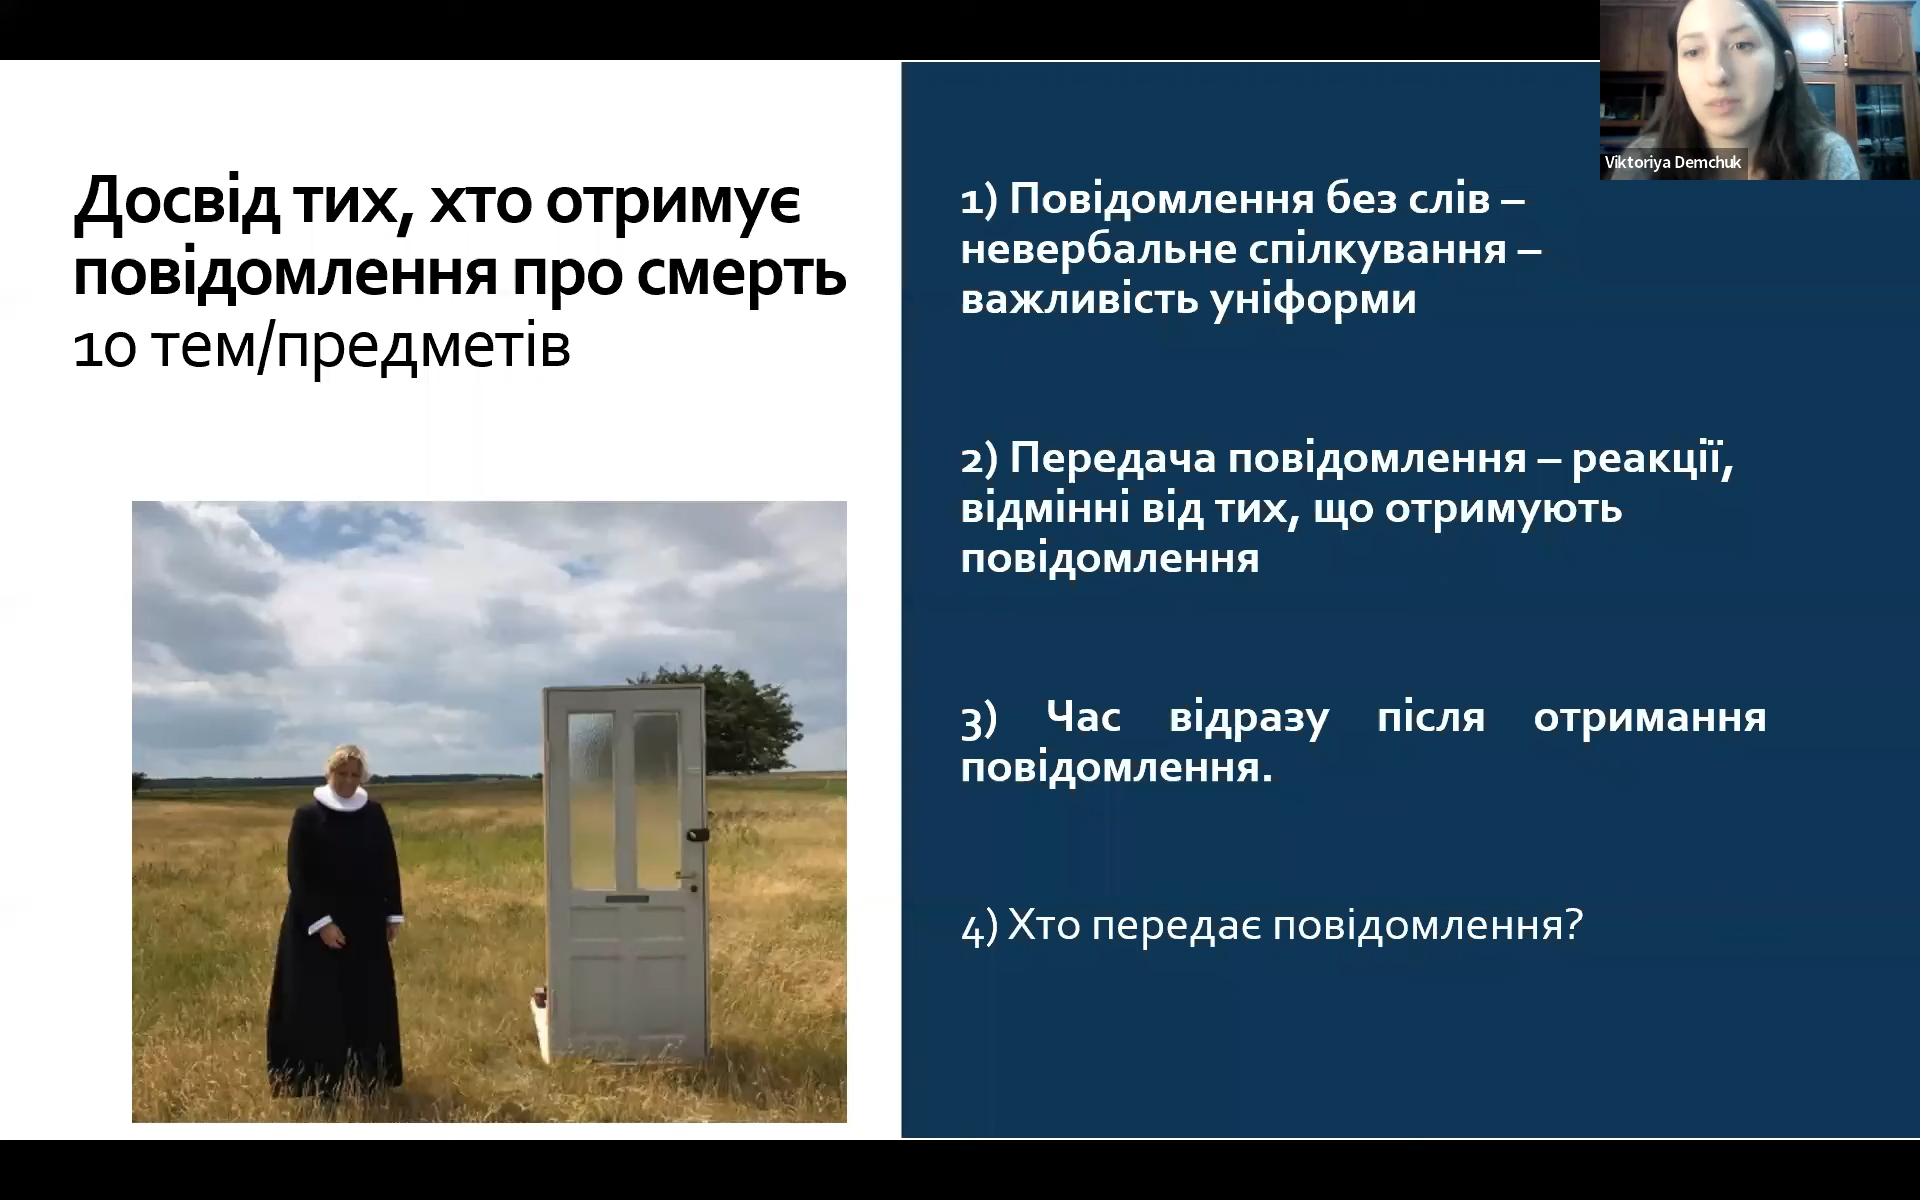 Досвід тих, хто отримує
повідомлення про смерть
10 тем/предметів
1) Повідомлення без слів –
невербальне спілкування –
важливість уніформи
2) Передача повідомлення – реакції,
відмінні від тих, що отримують
повідомлення
3) Час відразу після отримання
повідомлення.
4) Хто передає повідомлення?
Viktoriya Demchuk